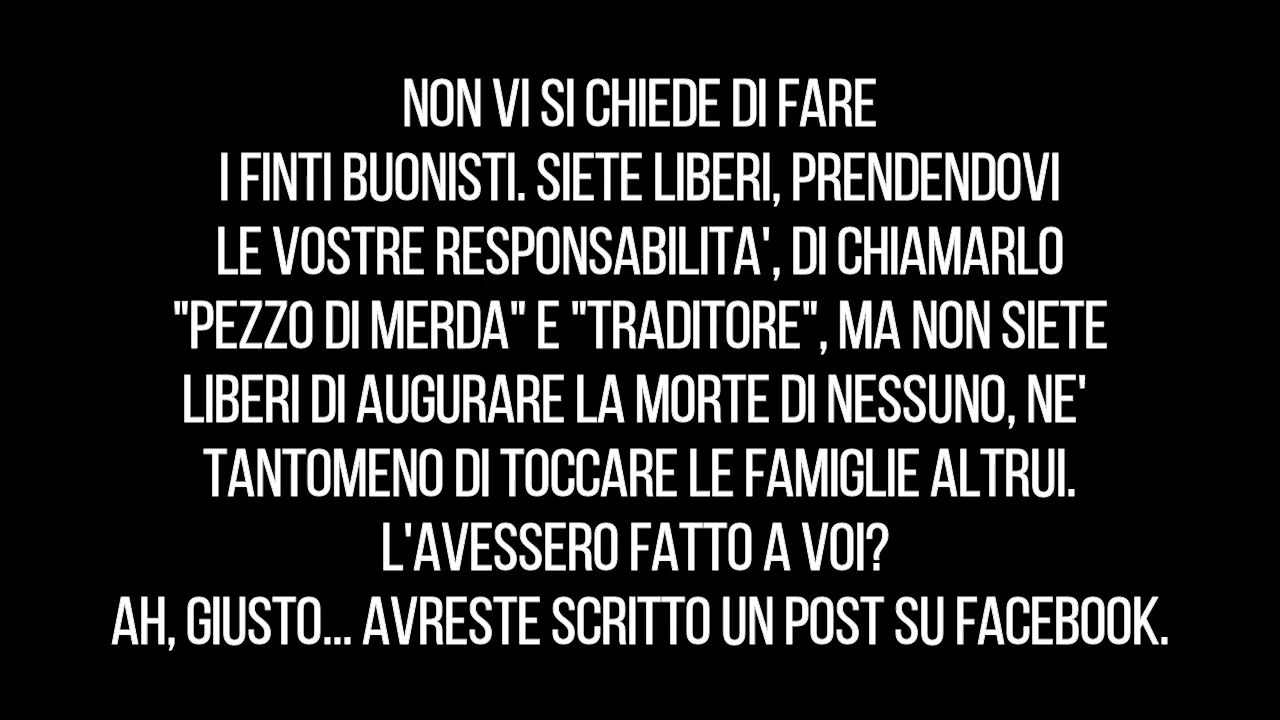 NON VI SI CHIEDE DI FARE
I FINTI BUONISTI. SIETE LIBERI, PRENDENDOVI
LE VOSTRE RESPONSABILITA', DI CHIAMARLO
"PEZZO DI MERDA" E "TRADITORE", MA NON SIETE
LIBERI DI AUGURARE LA MORTE DI NESSUNO, NE'
TANTOMENO DI TOCCARE LE FAMIGLIE ALTRUI.
L'AVESSERO FATTO A VOI?
AH, GIUSTO... AVRESTE SCRITTO UN POST SU FACEBOOK.